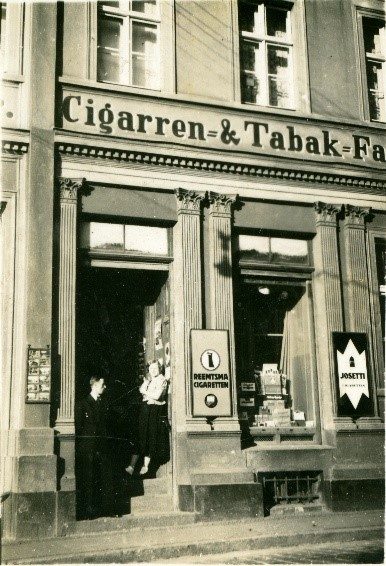 Cigarren=&Tabak=Fa
REEMTSMA
CIGARETTEN
JOSETTI